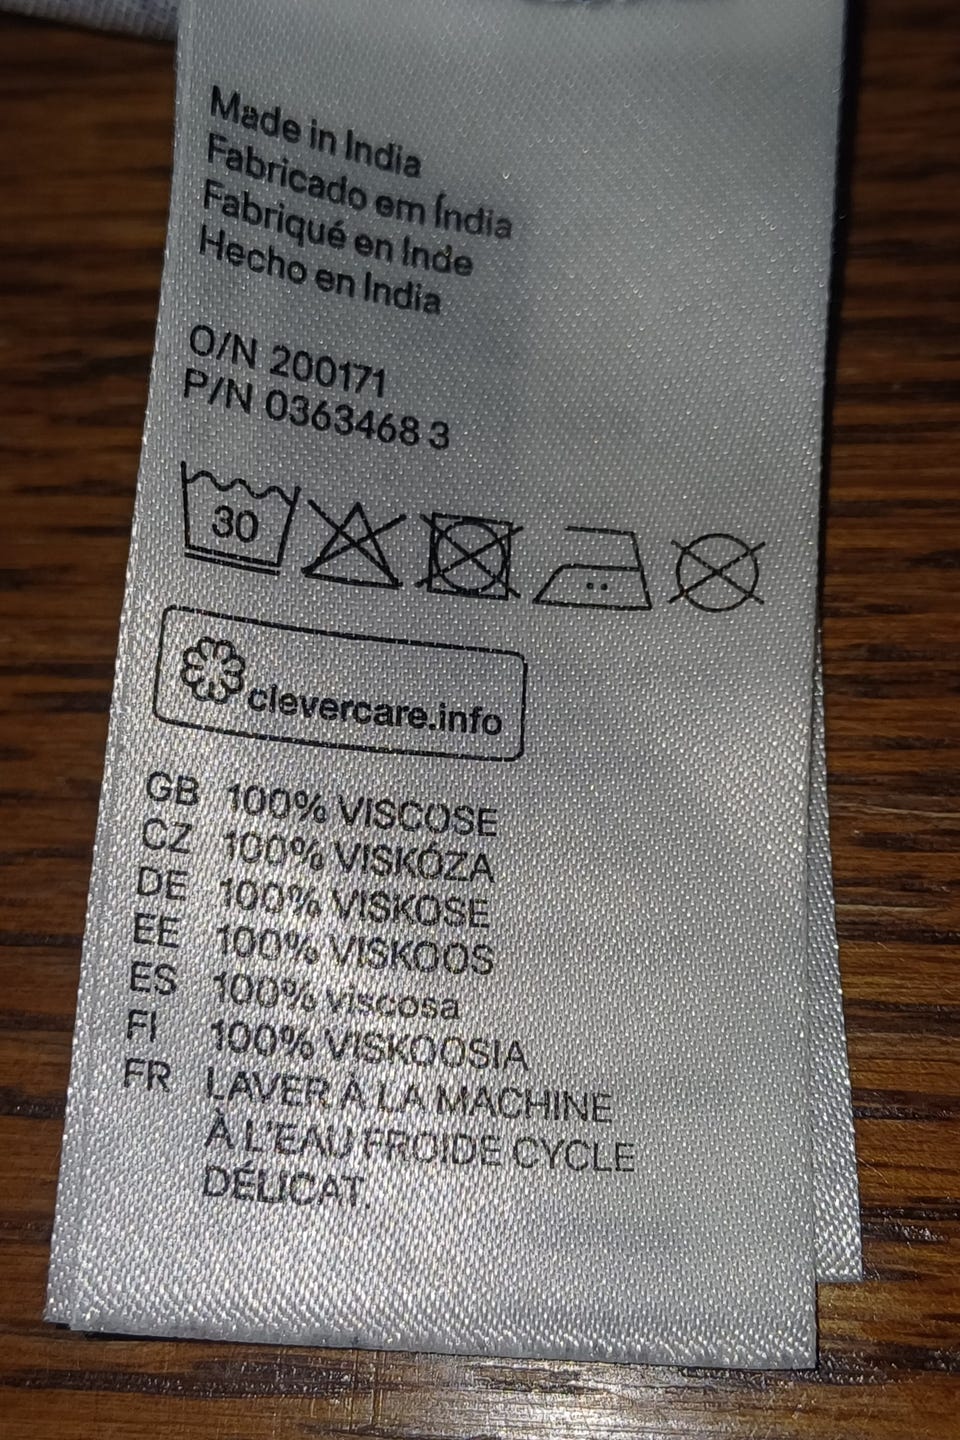 Made in India
Fabricado em Índia
Fabriqué en Inde
Hecho en India
O/N 200171
P/N 0363468 3
30
clevercare.info
GB 100% VISCOSE
CZ 100% VISKÓZA
DE 100% VISKOSE
EE 100% VISKOOS
ES 100% viscosa
FI 100% VISKOOSIA
FR LAVER À LA MACHINE
À L'EAU FROIDE CYCLE
DÉLICAT.